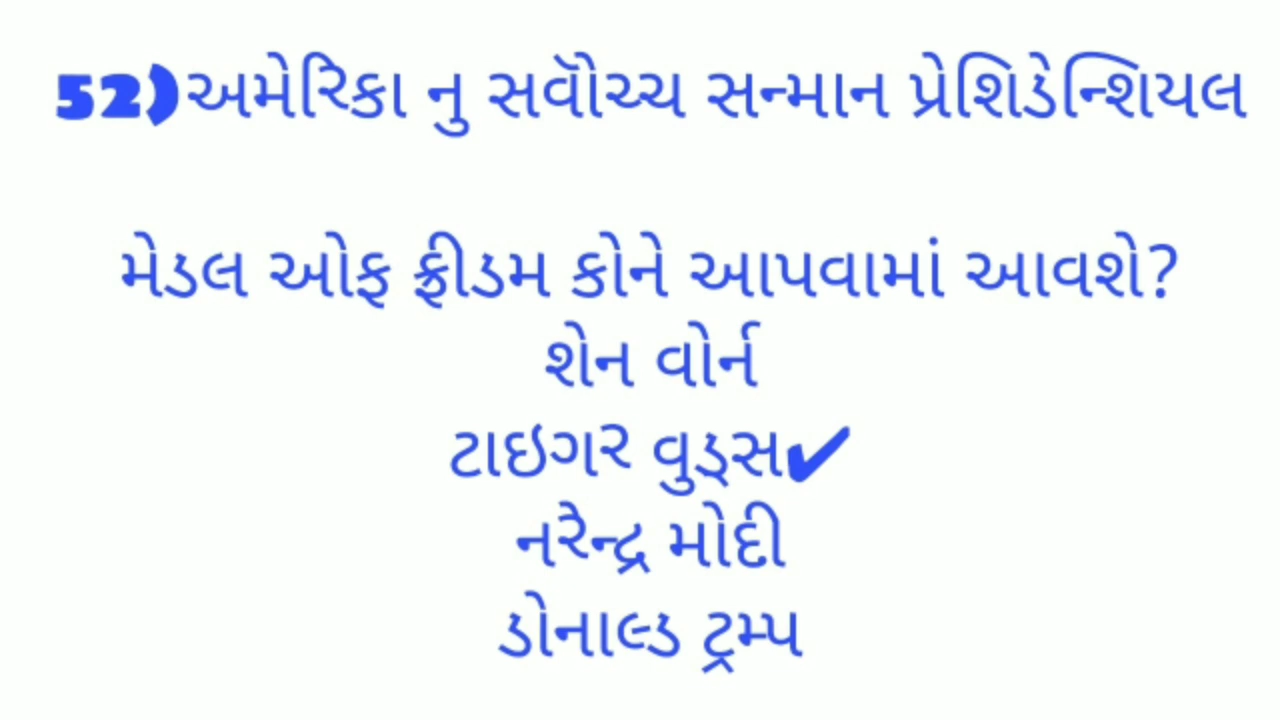 52)અમેરિકા નુ સર્વોચ્ચ સન્માન પ્રેશિડેન્શિયલ
મેડલ ઓફ ફ્રીડમ કોને આપવામાં આવશે?
શેન વોર્ન
ટાઇગર વુડ્સ✔
નરેન્દ્ર મોદી
ડોનાલ્ડ ટ્રમ્પ